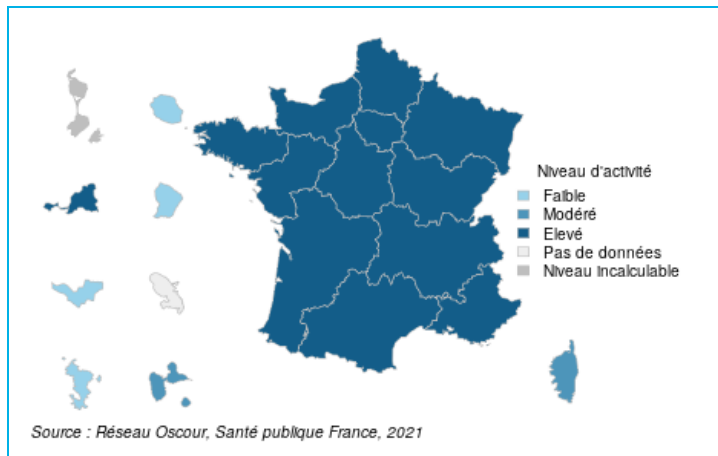 Niveau d'activité
Faible
Modéré
Elevé
Pas de données
Niveau incalculable
Source : Réseau Oscour, Santé publique France, 2021